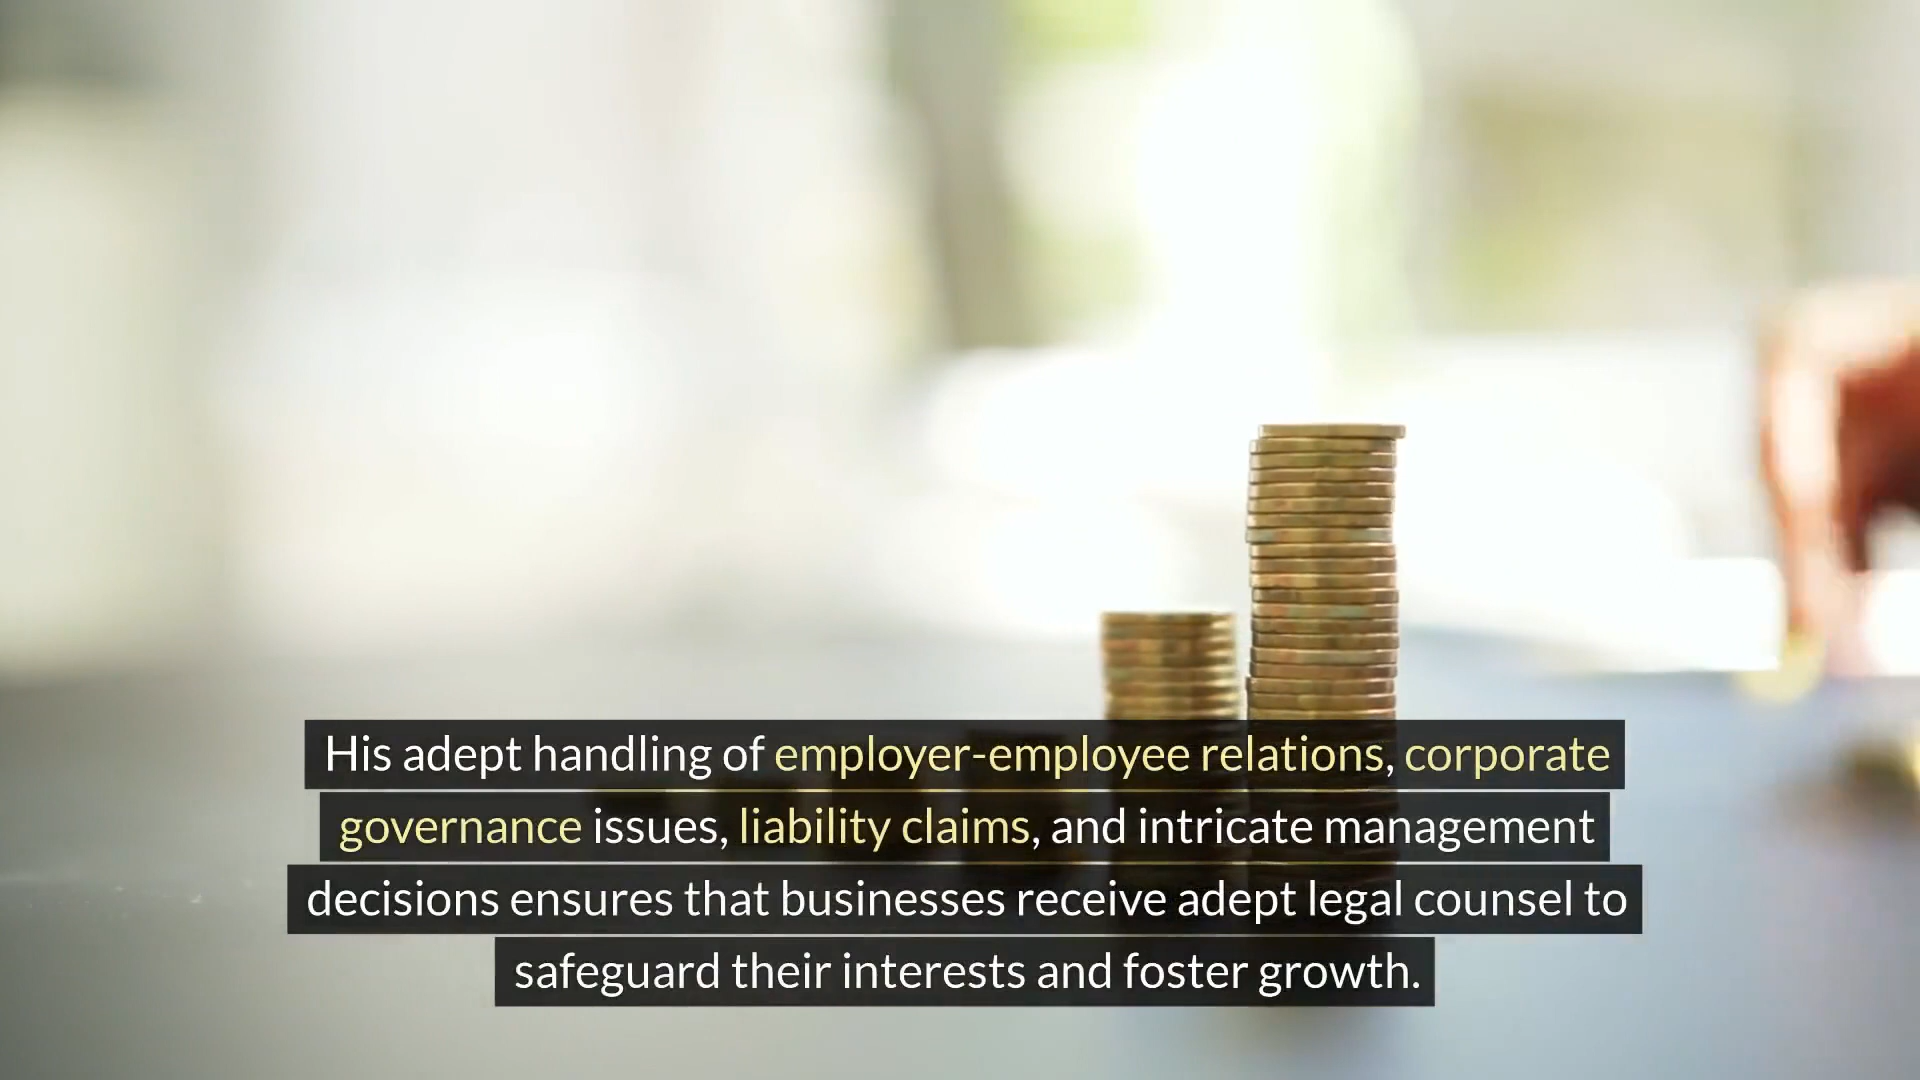 His adept handling of employer-employee relations, corporate
governance issues, liability claims, and intricate management
decisions ensures that businesses receive adept legal counsel to
safeguard their interests and foster growth.